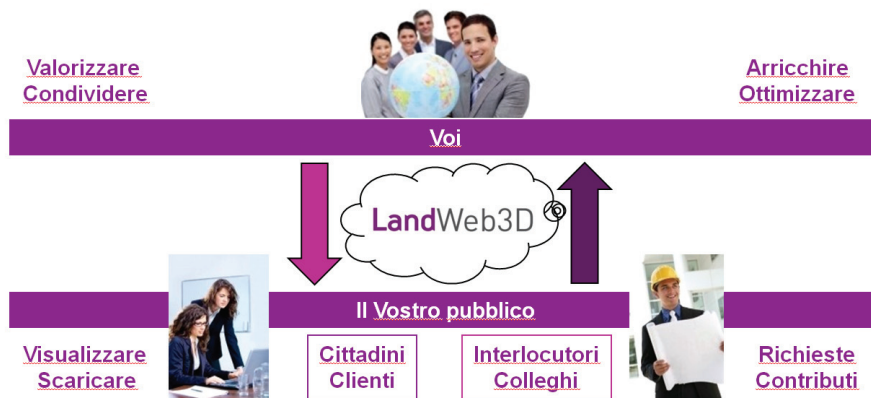 Valorizzare
Condividere
Arricchire
Ottimizzare
Voi
LandWeb3D
Il Vostro pubblico
Visualizzare
Scaricare
Cittadini
Clienti
Interlocutori
Colleghi
Richieste
Contributi